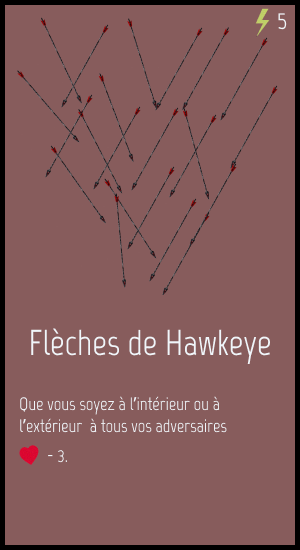 5
Flèches de Hawkeye
Que vous soyez à l'intérieur ou à
l'extérieur à tous vos adversaires
- 3.